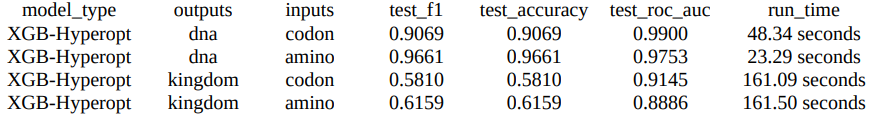 model_type outputs inputs test_f1 test_accuracy test_roc_auc run_time
XGB-Hyperopt dna codon 0.9069 0.9069 0.9900 48.34 seconds
XGB-Hyperopt dna amino 0.9661 0.9661 0.9753 23.29 seconds
XGB-Hyperopt kingdom codon 0.5810 0.5810 0.9145 161.09 seconds
XGB-Hyperopt kingdom amino 0.6159 0.6159 0.8886 161.50 seconds